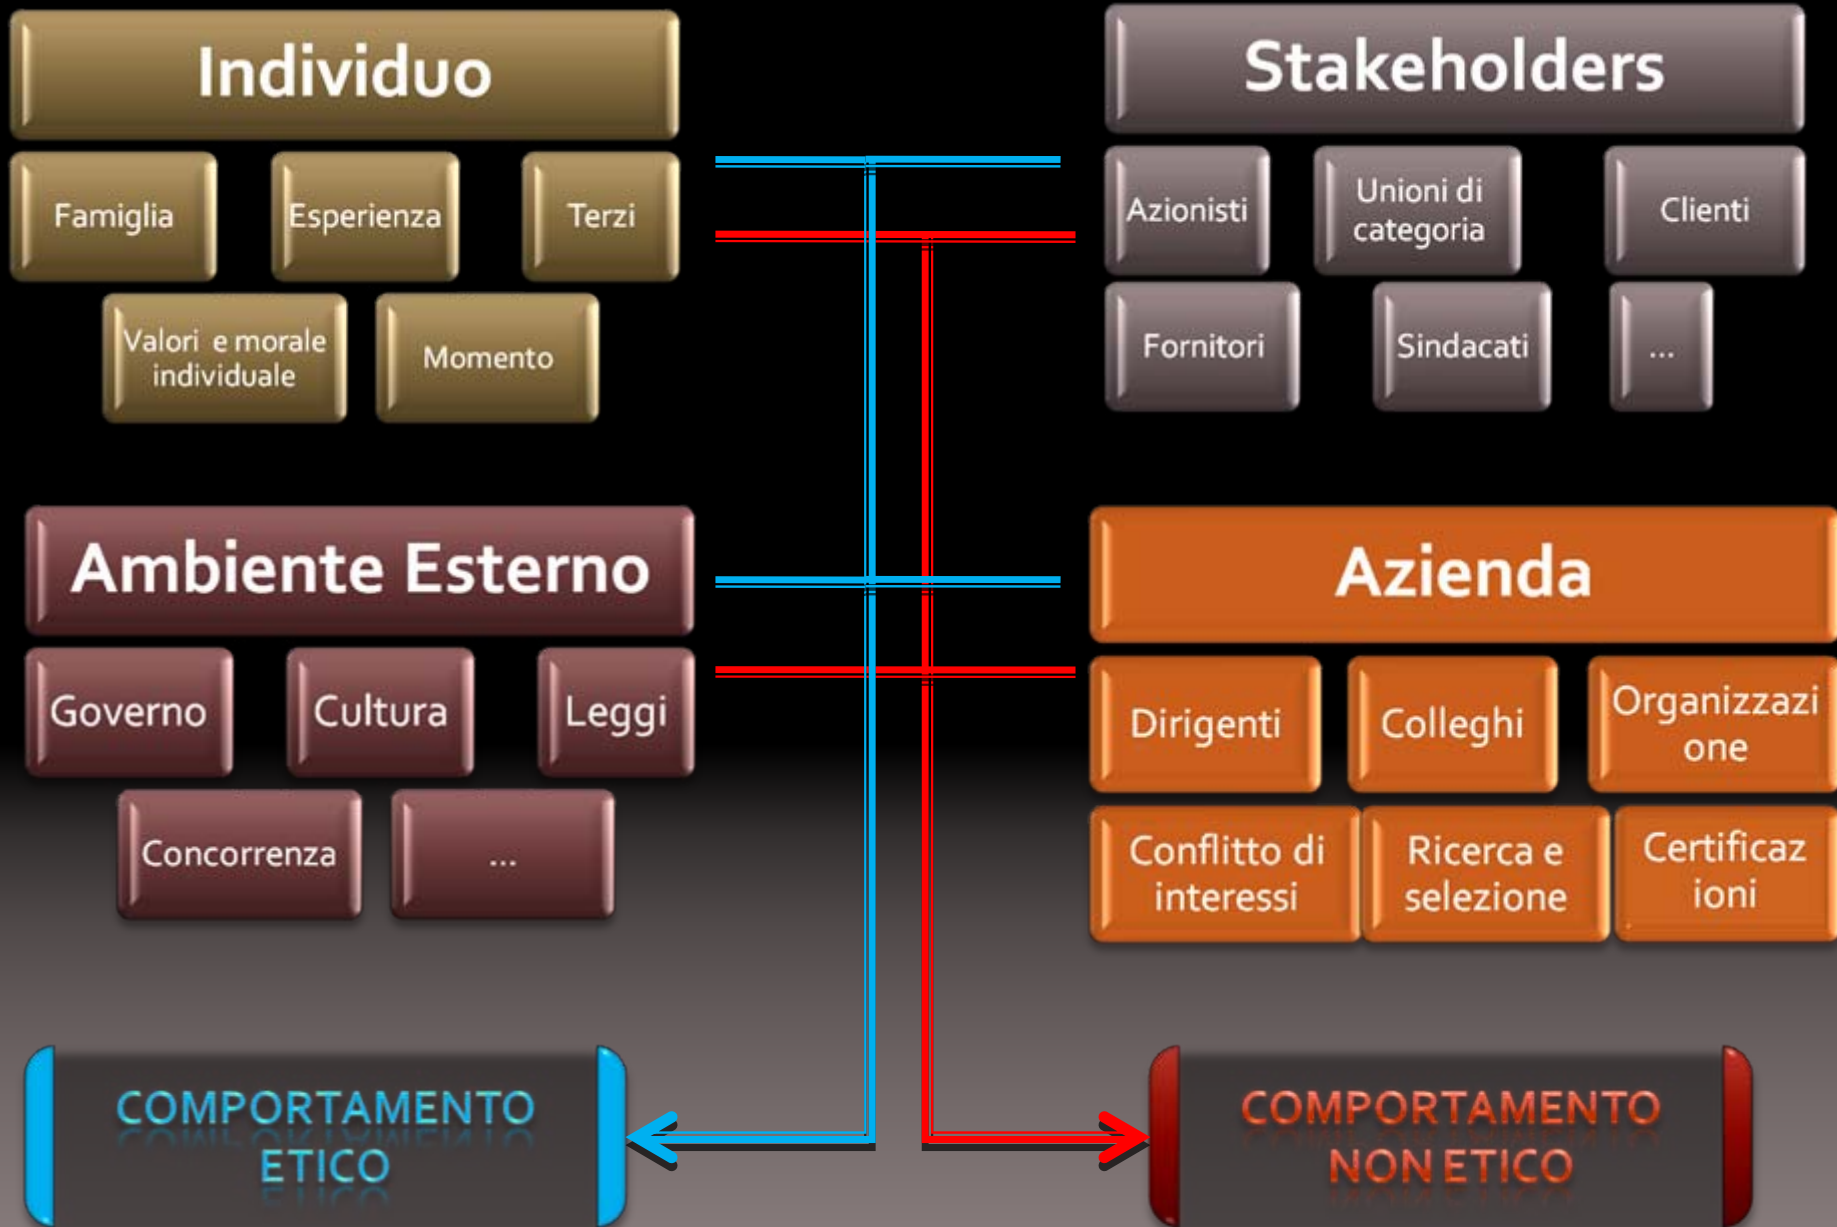 Individuo
Famiglia
Esperienza
Terzi
Valori e morale
individuale
Momento
Stakeholders
Azionisti
Unioni di
categoria
Clienti
Fornitori
Sindacati
...
Ambiente Esterno
Governo
Cultura
Leggi
Concorrenza
...
Azienda
Dirigenti
Colleghi
Organizzazi
one
Conflitto di
interessi
Ricerca e
selezione
Certificaz
ioni
COMPORTAMENTO
ETICO
COMPORTAMENTO
NON ETICO